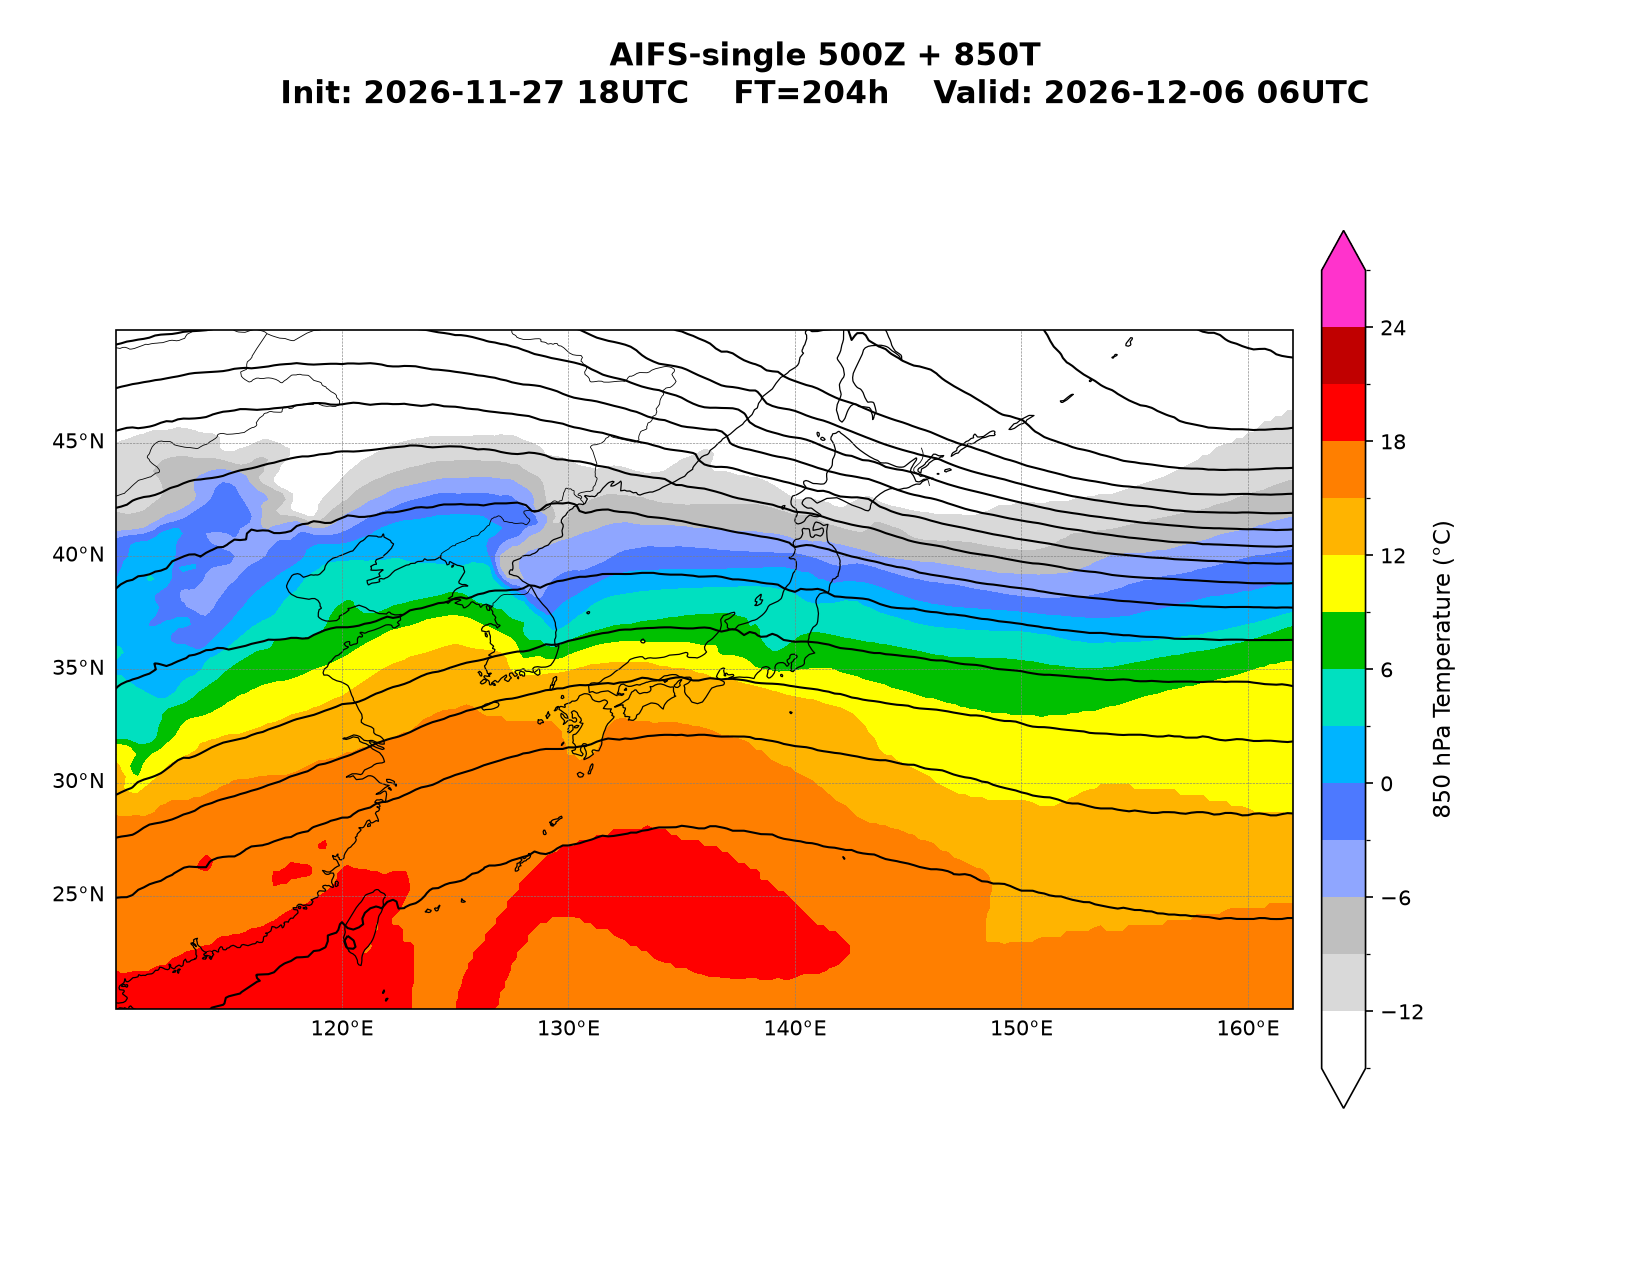 AIFS-single 500Z + 850T
Init: 2026-11-27 18UTC    FT=204h    Valid: 2026-12-06 06UTC
45°N
40°N
35°N
30°N
25°N
120°E
130°E
140°E
150°E
160°E
24
18
12
6
0
−6
−12
850 hPa Temperature (°C)